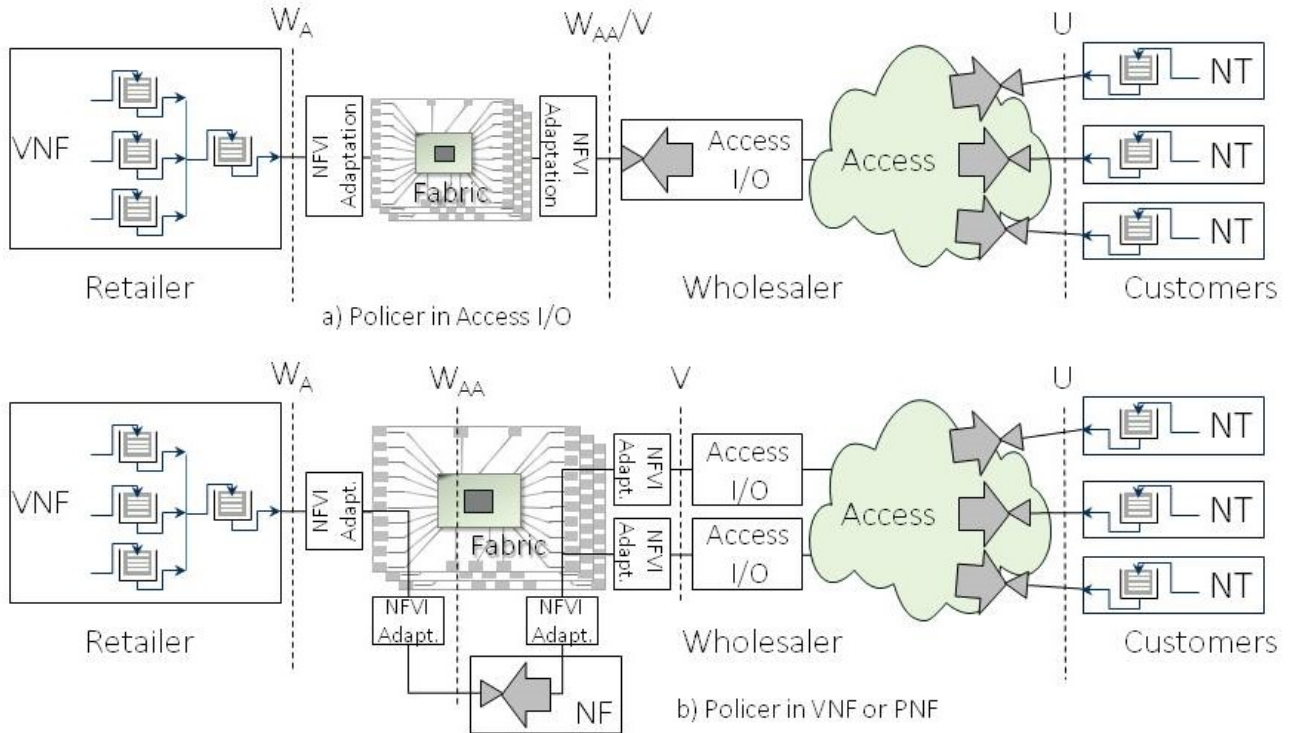 W_A
W_AA/V
U
VNF
NFVI
Adaptation
Fabric
NFVI
Adaptation
Access
I/O
Access
NT
NT
NT
Retailer
Wholesaler
Customers
a) Policer in Access I/O
W_A
W_AA
V
U
VNF
NFVI
Adapt.
Fabric
NFVI
Adapt.
NFVI
Adapt.
Access
I/O
Access
I/O
Access
NT
NT
NT
NFVI
Adapt.
NFVI
Adapt.
Retailer
Wholesaler
Customers
NF
b) Policer in VNF or PNF